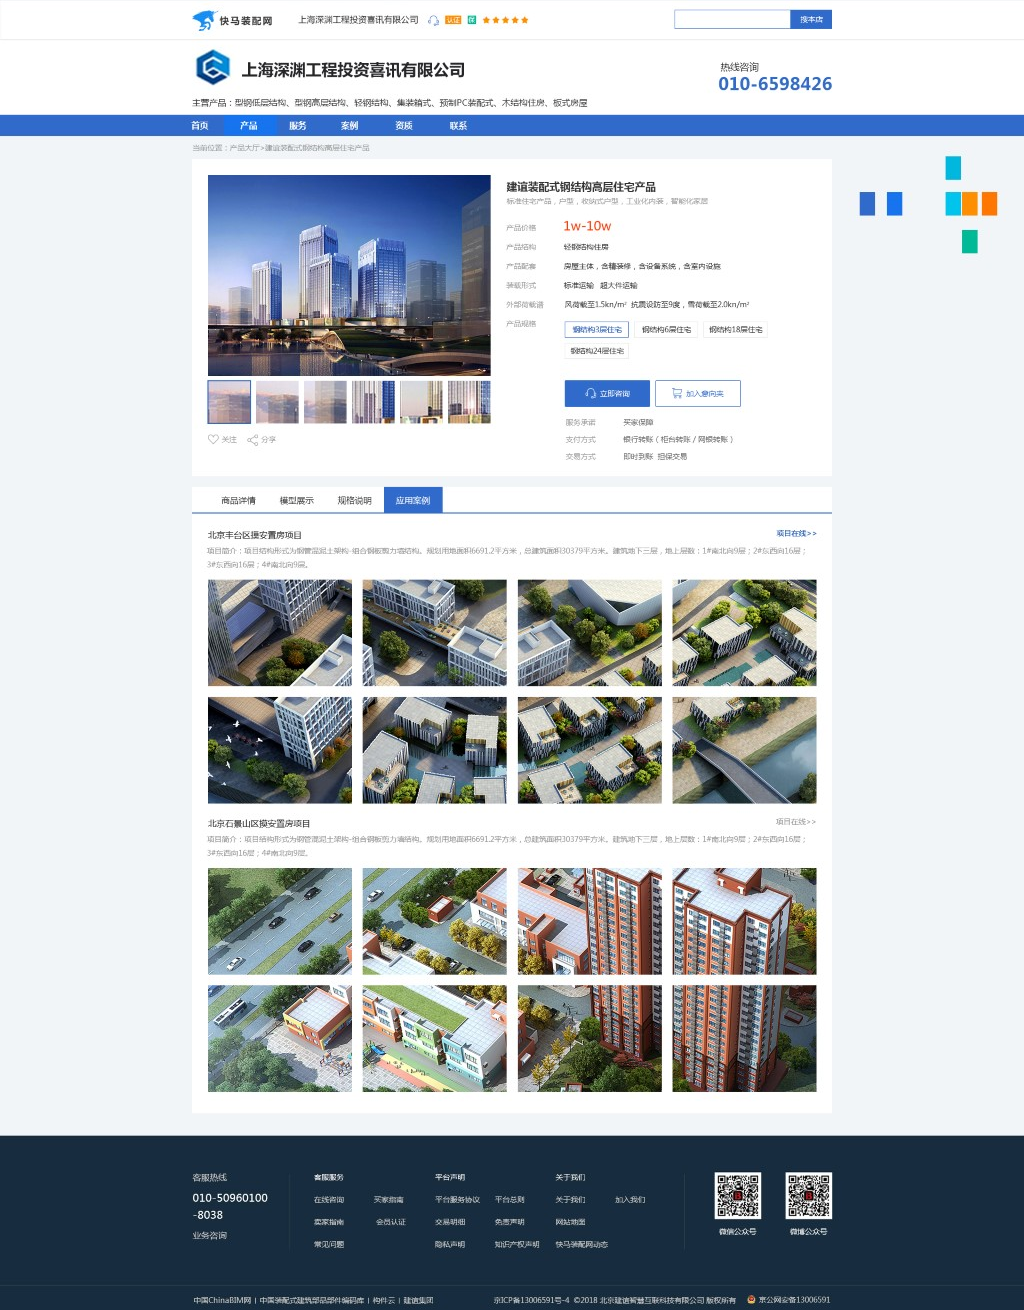 快马装配网
上海深渊工程投资喜讯有限公司
认证
保
搜本店
上海深渊工程投资喜讯有限公司
热线咨询
010-6598426
主营产品：型钢低层结构、型钢高层结构、轻钢结构、集装箱式、预制PC装配式、木结构住房、板式房屋
首页 产品 服务 案例 资质 联系
当前位置：产品大厅>建谊装配式钢结构高层住宅产品
建谊装配式钢结构高层住宅产品
标准住宅产品，户型，收纳式户型，工业化内装，智能化家居
产品价格 1w-10w
产品结构 轻钢结构住房
产品配套 房屋主体，含精装修，含设备系统，含室内设施
装载形式 标准运输 超大件运输
外部荷载谱 风荷载至1.5kn/m² 抗震设防至9度，雪荷载至2.0kn/m²
产品规格 钢结构3层住宅 钢结构6层住宅 钢结构18层住宅
钢结构24层住宅
立即咨询 加入意向夹
服务承诺 买家保障
支付方式 银行转账（柜台转账 / 网银转账）
交易方式 即时到账 担保交易
关注 分享
商品详情 模型展示 规格说明 应用案例
北京丰台区摸安置房项目 项目在线>>
项目简介：项目结构形式为钢管混泥土架构-组合钢板剪力墙结构。规划用地面积6691.2平方米，总建筑面积30379平方米。建筑地下三层，地上层数：1#南北向9层；2#东西向16层；
3#东西向16层；4#南北向9层。
北京石景山区摸安置房项目 项目在线>>
项目简介：项目结构形式为钢管混泥土架构-组合钢板剪力墙结构。规划用地面积6691.2平方米，总建筑面积30379平方米。建筑地下三层，地上层数：1#南北向9层；2#东西向16层；
3#东西向16层；4#南北向9层。
客服热线
010-50960100
-8038
业务咨询
客服服务
在线咨询 买家指南
卖家指南 会员认证
常见问题
平台声明
平台服务协议 平台总则
交易明细 免责声明
隐私声明 知识产权声明
关于我们
关于我们 加入我们
网站地图
快马装配网动态
微信公众号 微博公众号
中国ChinaBIM网 | 中国装配式建筑部品部件编码库 | 构件云 | 建谊集团
京ICP备13006591号-4 ©2018 北京建谊智慧互联科技有限公司 版权所有 京公网安备13006591